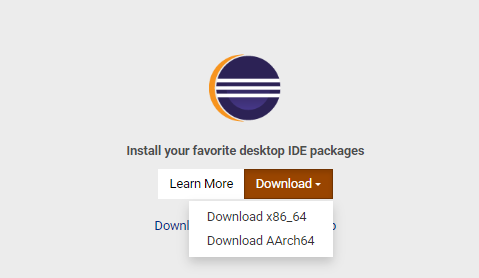 Install your favorite desktop IDE packages
Learn More
Download
Download x86_64
Download AArch64